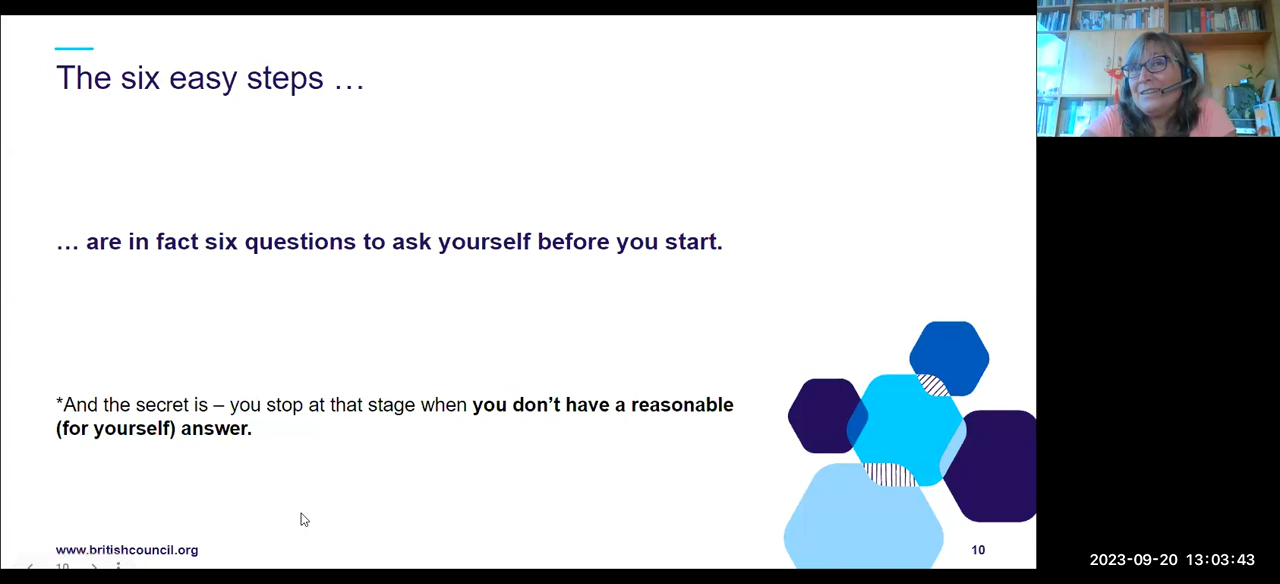 The six easy steps …
… are in fact six questions to ask yourself before you start.
*And the secret is – you stop at that stage when you don’t have a reasonable
(for yourself) answer.
www.britishcouncil.org
10
10
2023-09-20 13:03:43